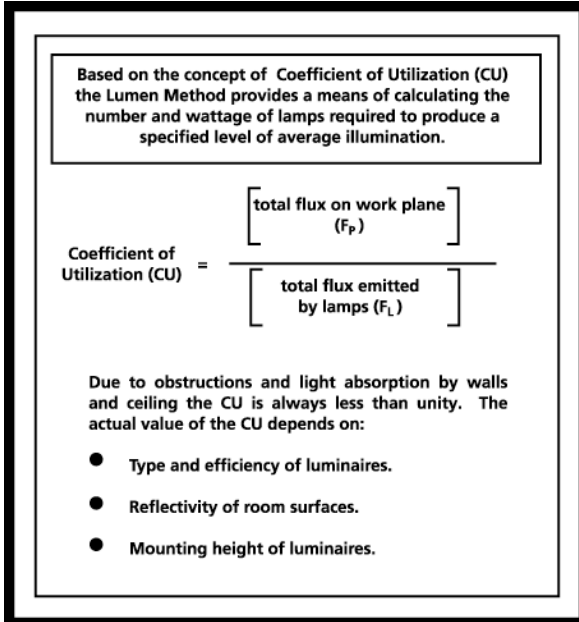 Based on the concept of Coefficient of Utilization (CU)
the Lumen Method provides a means of calculating the
number and wattage of lamps required to produce a
specified level of average illumination.
total flux on work plane
(Fₚ)
Coefficient of
Utilization (CU)
=
total flux emitted
by lamps (F_L)
Due to obstructions and light absorption by walls
and ceiling the CU is always less than unity. The
actual value of the CU depends on:
● Type and efficiency of luminaires.
● Reflectivity of room surfaces.
● Mounting height of luminaires.